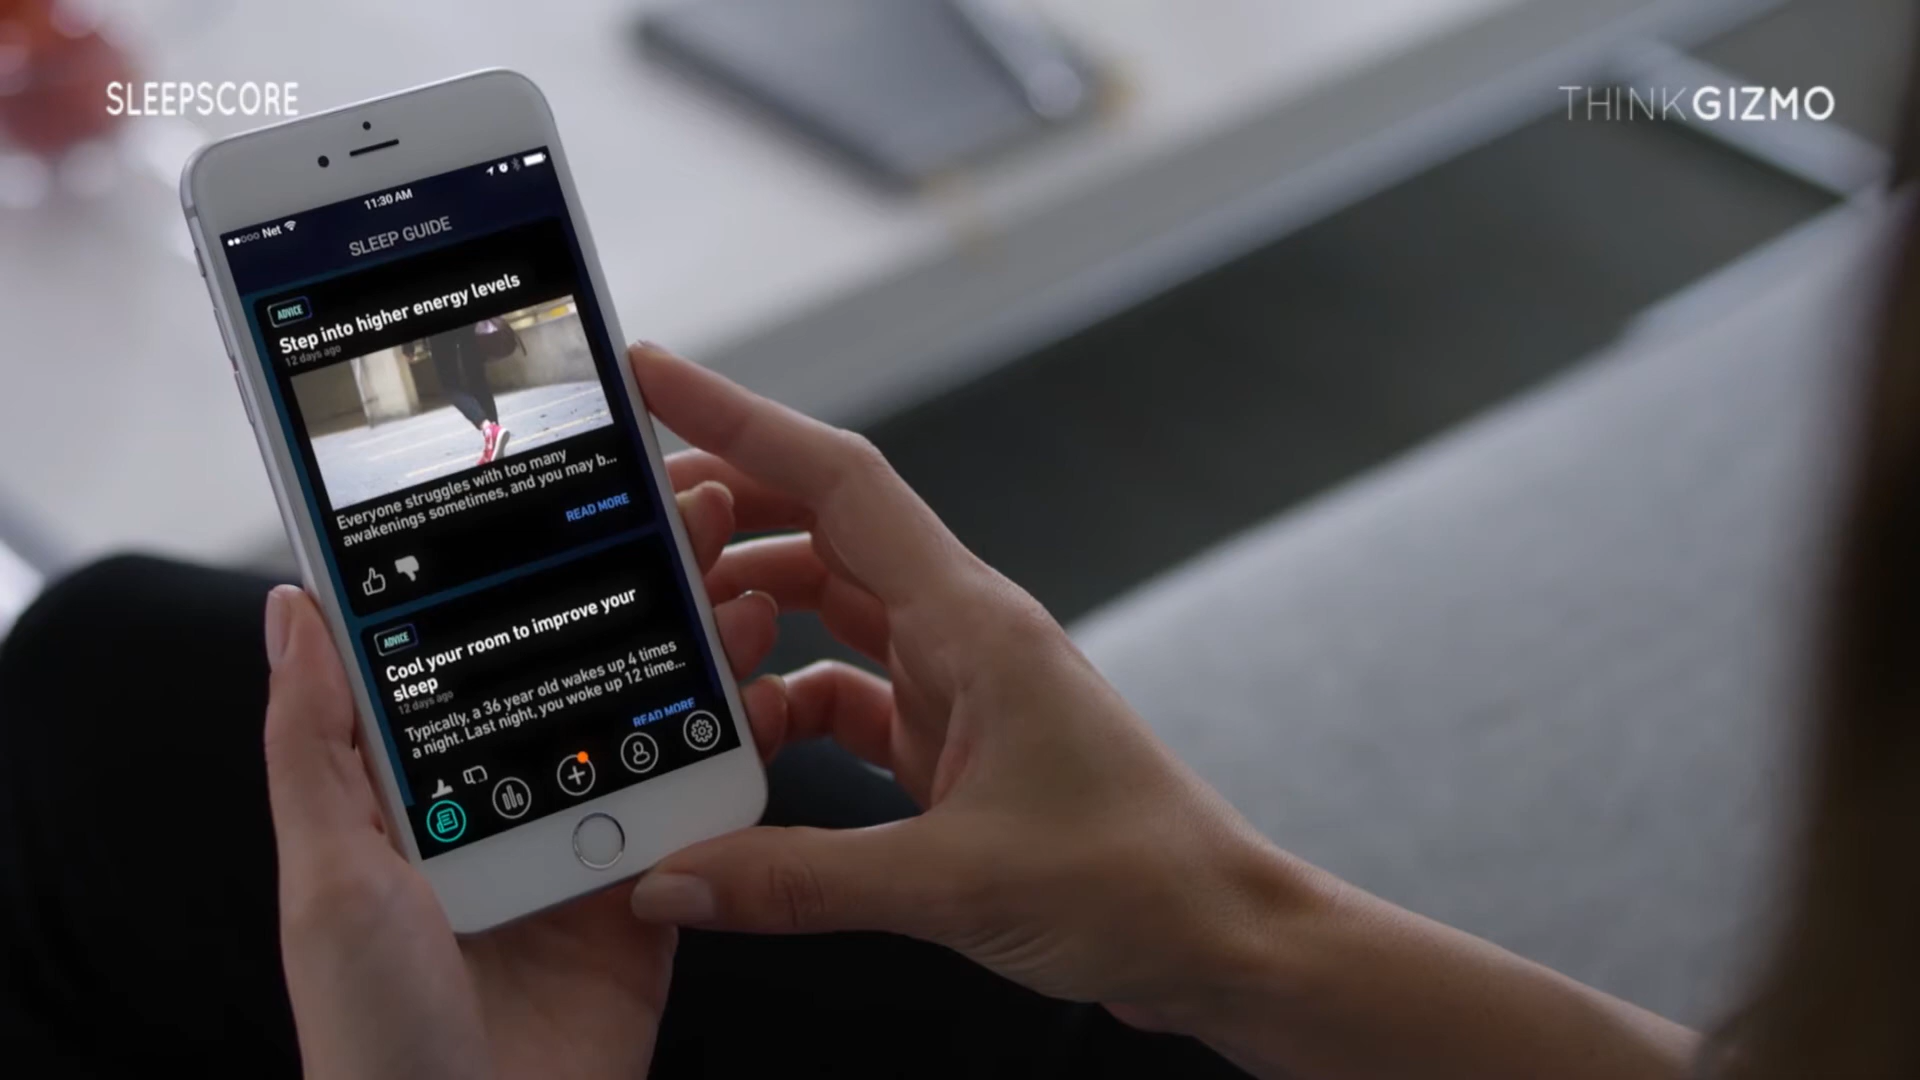 SLEEPSCORE
THINKGIZMO
Net
11:30 AM
SLEEP GUIDE
ADVICE
Step into higher energy levels
12 days ago
Everyone struggles with too many
awakenings sometimes, and you may b...
READ MORE
ADVICE
Cool your room to improve your
sleep
12 days ago
Typically, a 36 year old wakes up 4 times
a night. Last night, you woke up 12 time...
READ MORE